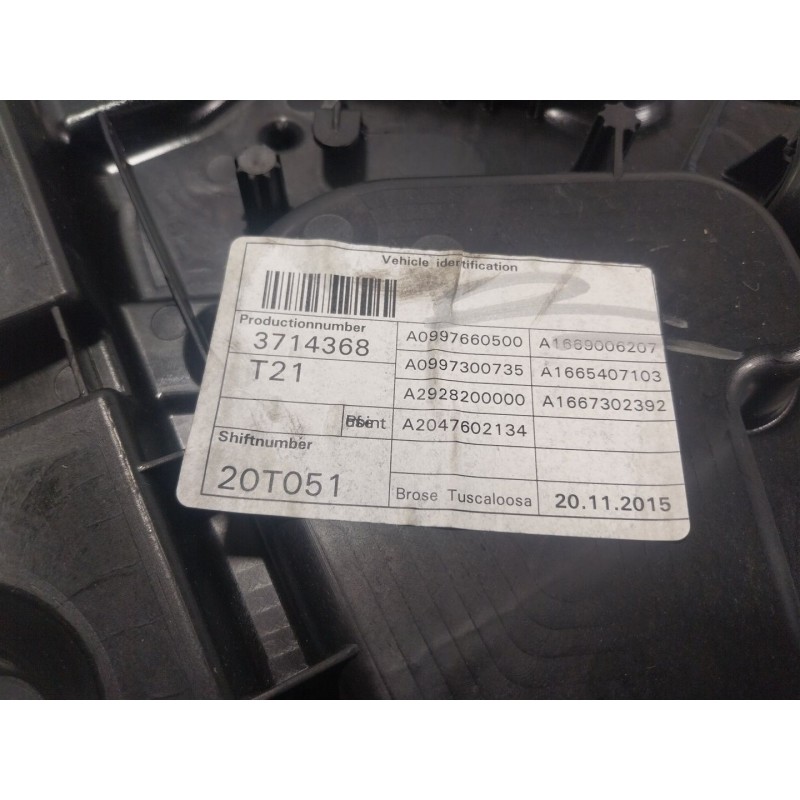 Vehicle identification
Productionnumber
3714368
A0997660500 A1669006207
T21
A0997300735 A1665407103
A2928200000 A1667302392
A2047602134
Shiftnumber
20T051
Brose Tuscaloosa 20.11.2015